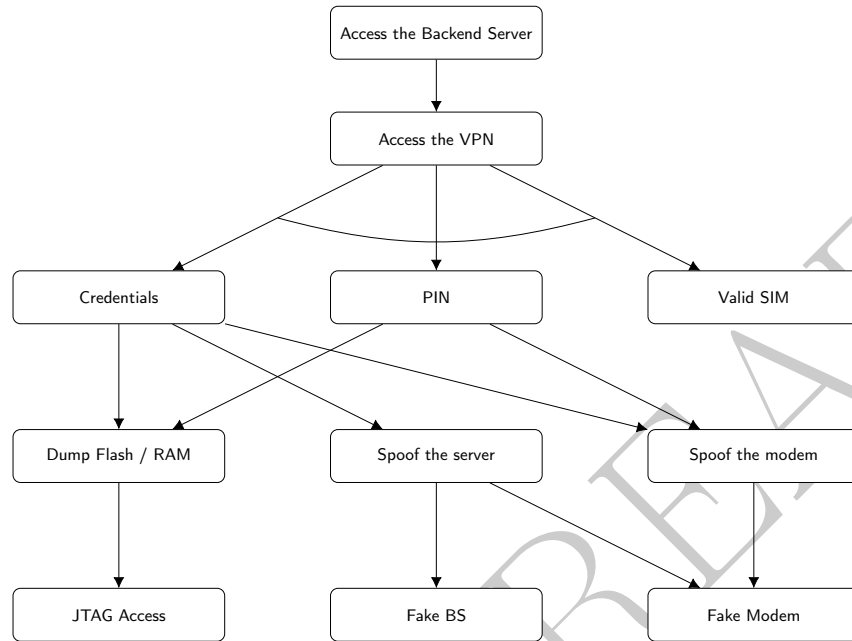 Access the Backend Server
Access the VPN
Credentials
PIN
Valid SIM
Dump Flash / RAM
Spoof the server
Spoof the modem
JTAG Access
Fake BS
Fake Modem